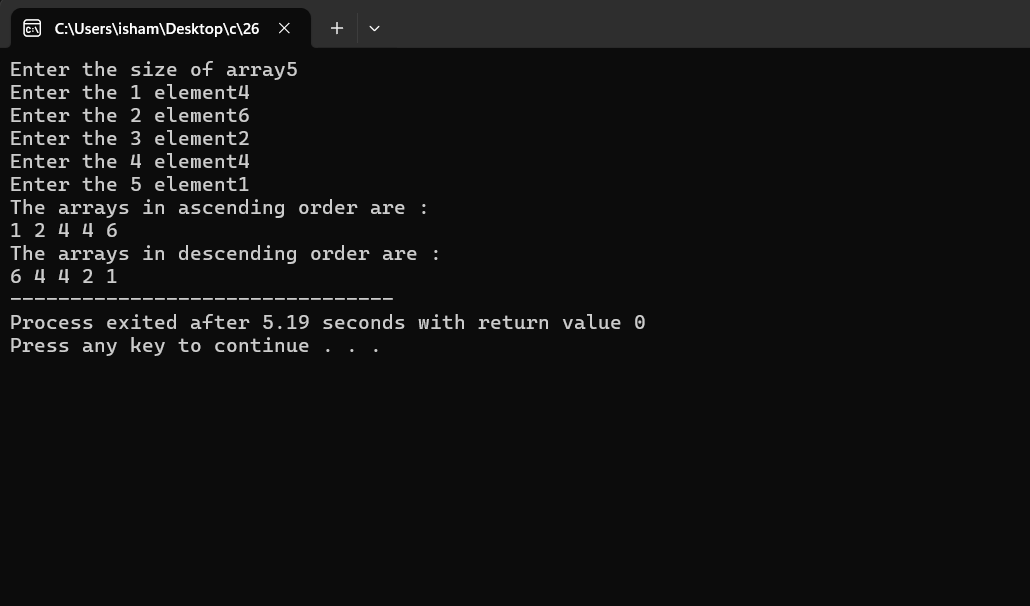 C:\Users\isham\Desktop\c\26
Enter the size of array5
Enter the 1 element4
Enter the 2 element6
Enter the 3 element2
Enter the 4 element4
Enter the 5 element1
The arrays in ascending order are :
1 2 4 4 6
The arrays in descending order are :
6 4 4 2 1
--------------------------------
Process exited after 5.19 seconds with return value 0
Press any key to continue . . .